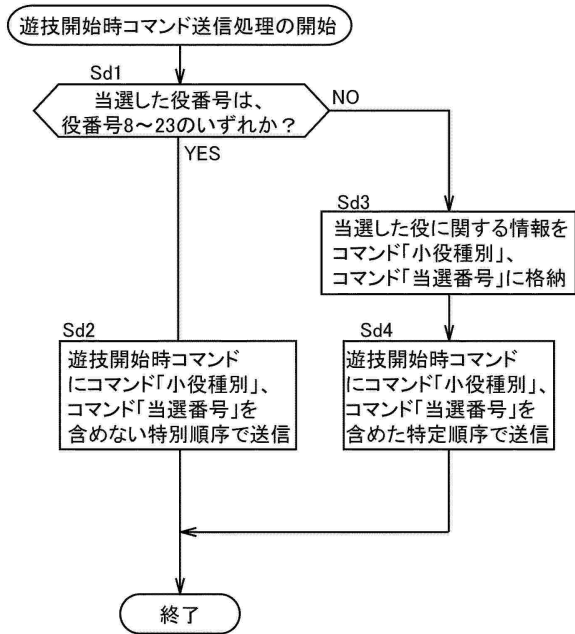 遊技開始時コマンド送信処理の開始
Sd1
当選した役番号は、
役番号8～23のいずれか？
NO
YES
Sd3
当選した役に関する情報を
コマンド「小役種別」、
コマンド「当選番号」に格納
Sd2
遊技開始時コマンド
にコマンド「小役種別」、
コマンド「当選番号」を
含めない特別順序で送信
Sd4
遊技開始時コマンド
にコマンド「小役種別」、
コマンド「当選番号」を
含めた特定順序で送信
終了